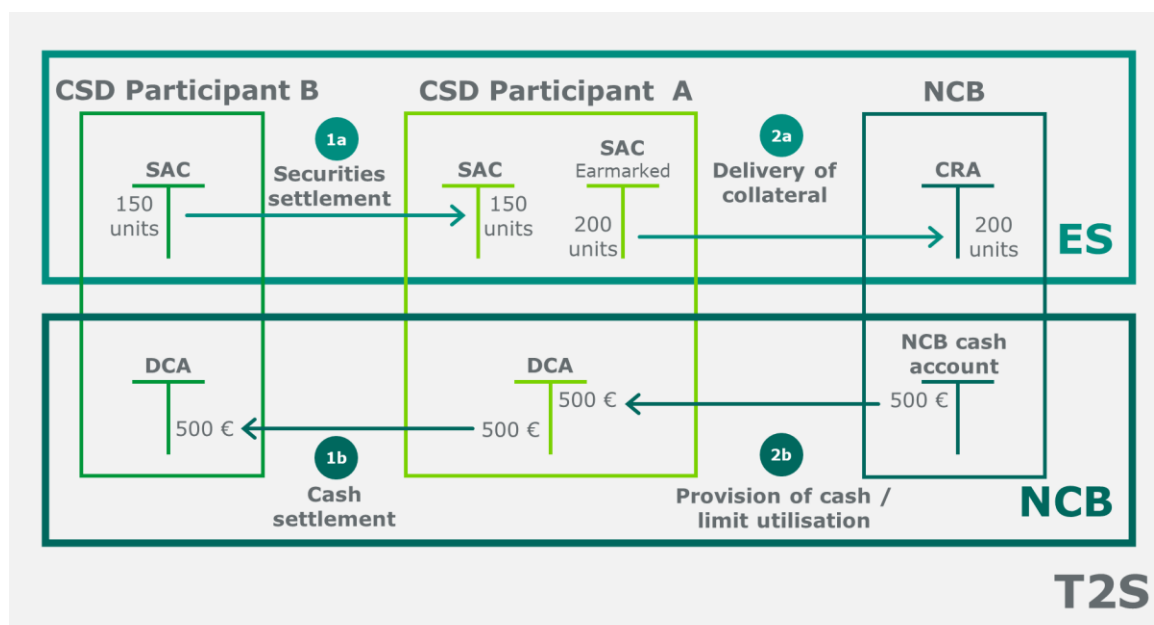 CSD Participant B
CSD Participant A
NCB
1a
Securities
settlement
2a
Delivery of
collateral
SAC
150
units
SAC
150
units
SAC
Earmarked
200
units
CRA
200
units
ES
DCA
500 €
1b
Cash
settlement
DCA
500 €
500 €
2b
Provision of cash /
limit utilisation
NCB cash
account
500 €
NCB
T2S